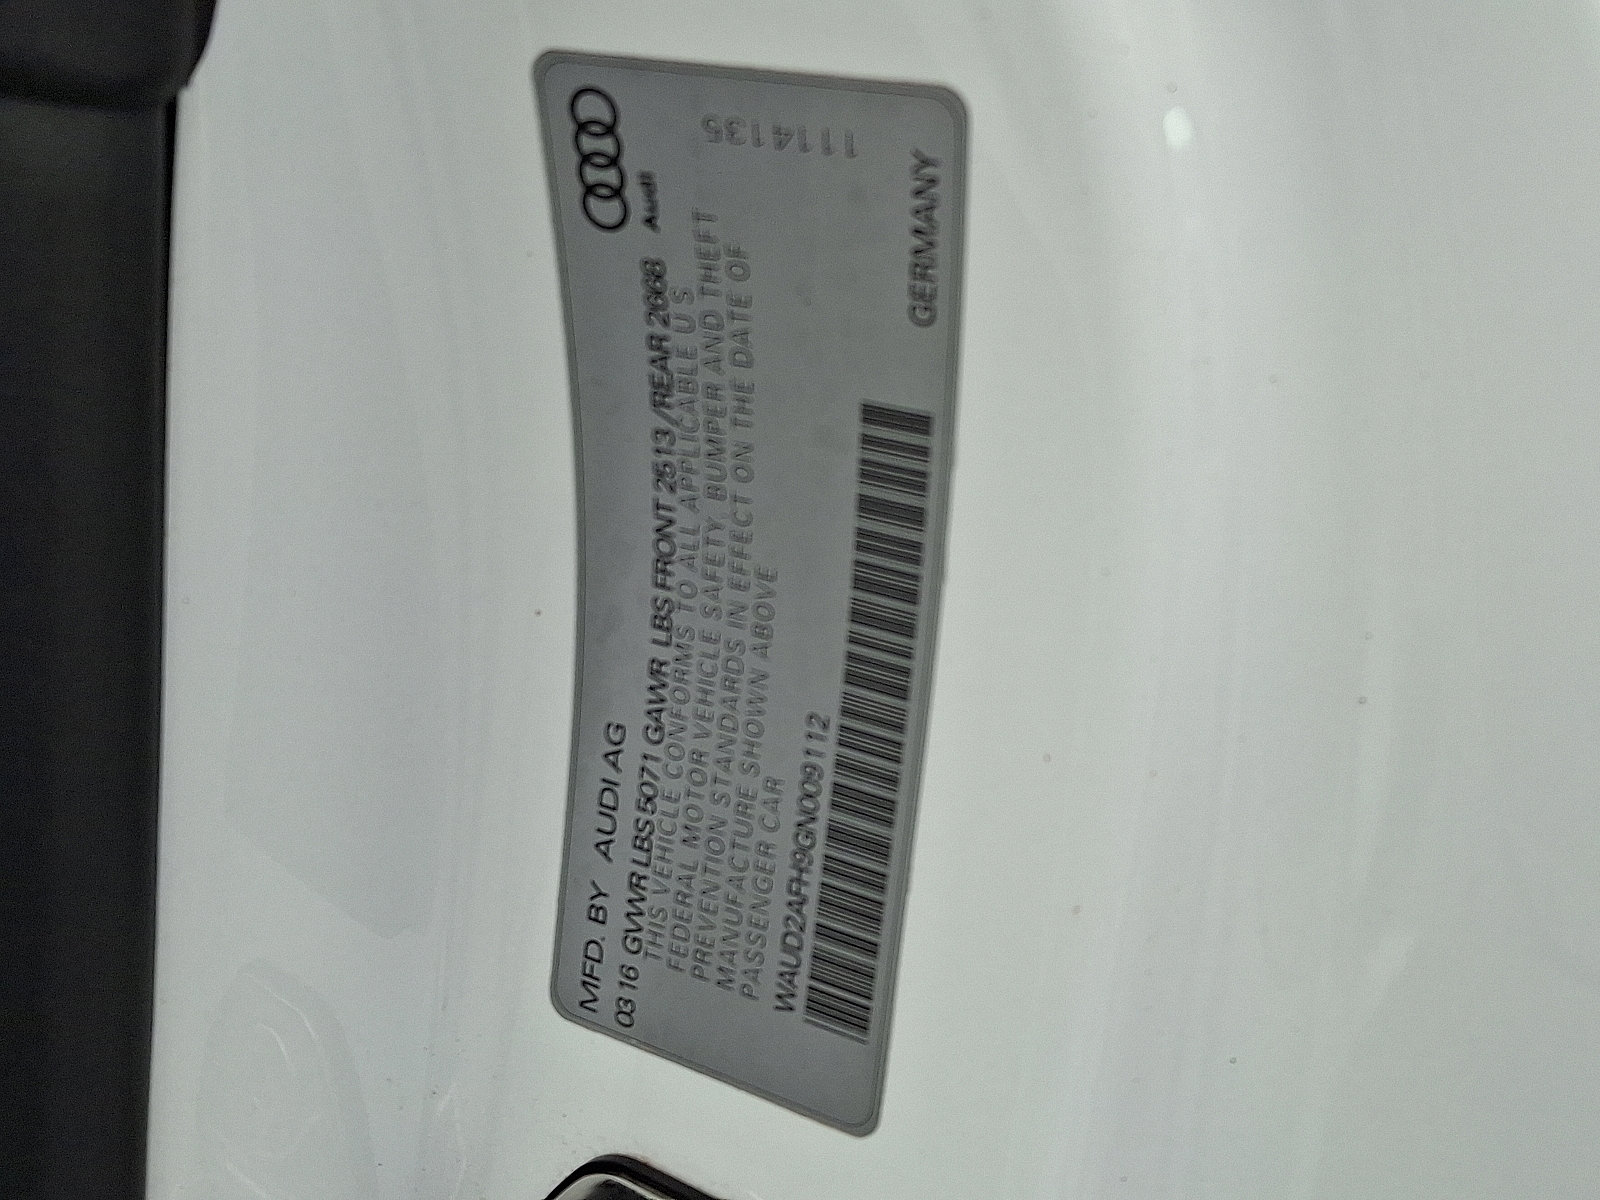 MFD. BY AUDI AG
03 16 GVWR LBS 5071 GAWR LBS FRONT 2513/REAR 2668
Audi
THIS VEHICLE CONFORMS TO ALL APPLICABLE U S
FEDERAL MOTOR VEHICLE SAFETY, BUMPER AND THEFT
PREVENTION STANDARDS IN EFFECT ON THE DATE OF
MANUFACTURE SHOWN ABOVE
PASSENGER CAR
WAUD2AFH9GN009112
1114135
GERMANY